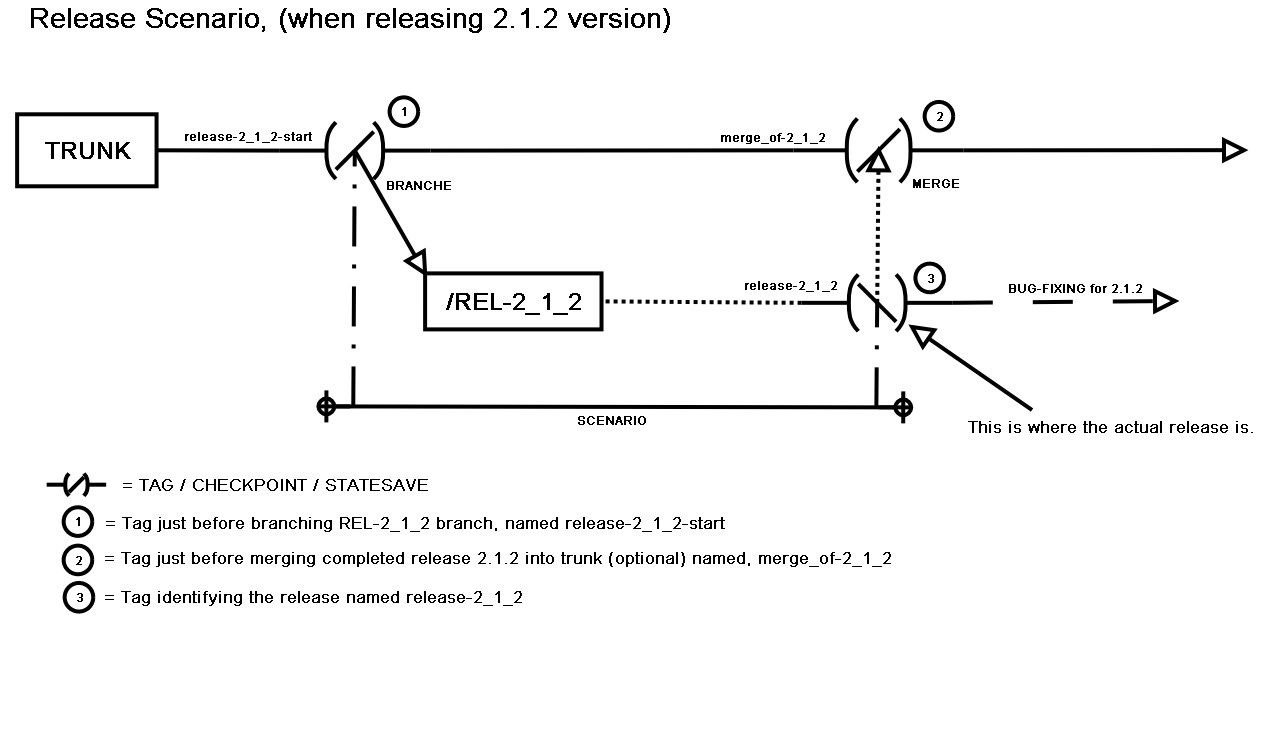 Release Scenario, (when releasing 2.1.2 version)
1
2
TRUNK
release-2_1_2-start
merge_of-2_1_2
BRANCHE
MERGE
/REL-2_1_2
release-2_1_2
3
BUG-FIXING for 2.1.2
SCENARIO
This is where the actual release is.
= TAG / CHECKPOINT / STATESAVE
1 = Tag just before branching REL-2_1_2 branch, named release-2_1_2-start
2 = Tag just before merging completed release 2.1.2 into trunk (optional) named, merge_of-2_1_2
3 = Tag identifying the release named release-2_1_2